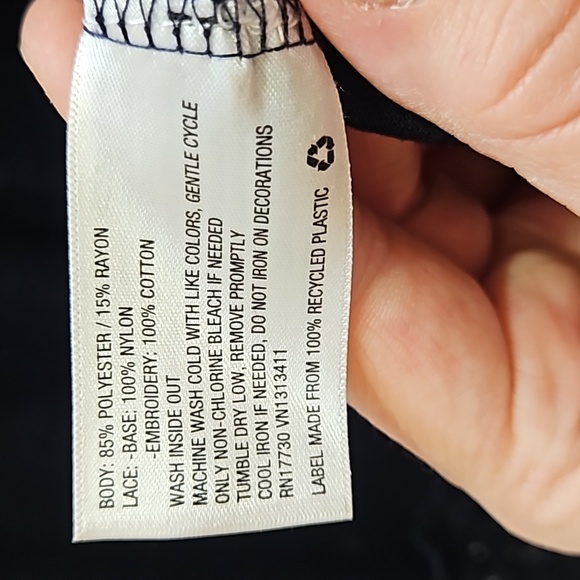 BODY: 85% POLYESTER / 15% RAYON
LACE: -BASE: 100% NYLON
-EMBROIDERY: 100% COTTON
WASH INSIDE OUT
MACHINE WASH COLD WITH LIKE COLORS, GENTLE CYCLE
ONLY NON-CHLORINE BLEACH IF NEEDED
TUMBLE DRY LOW, REMOVE PROMPTLY
COOL IRON IF NEEDED, DO NOT IRON ON DECORATIONS
RN17730 VN1313411
LABEL MADE FROM 100% RECYCLED PLASTIC